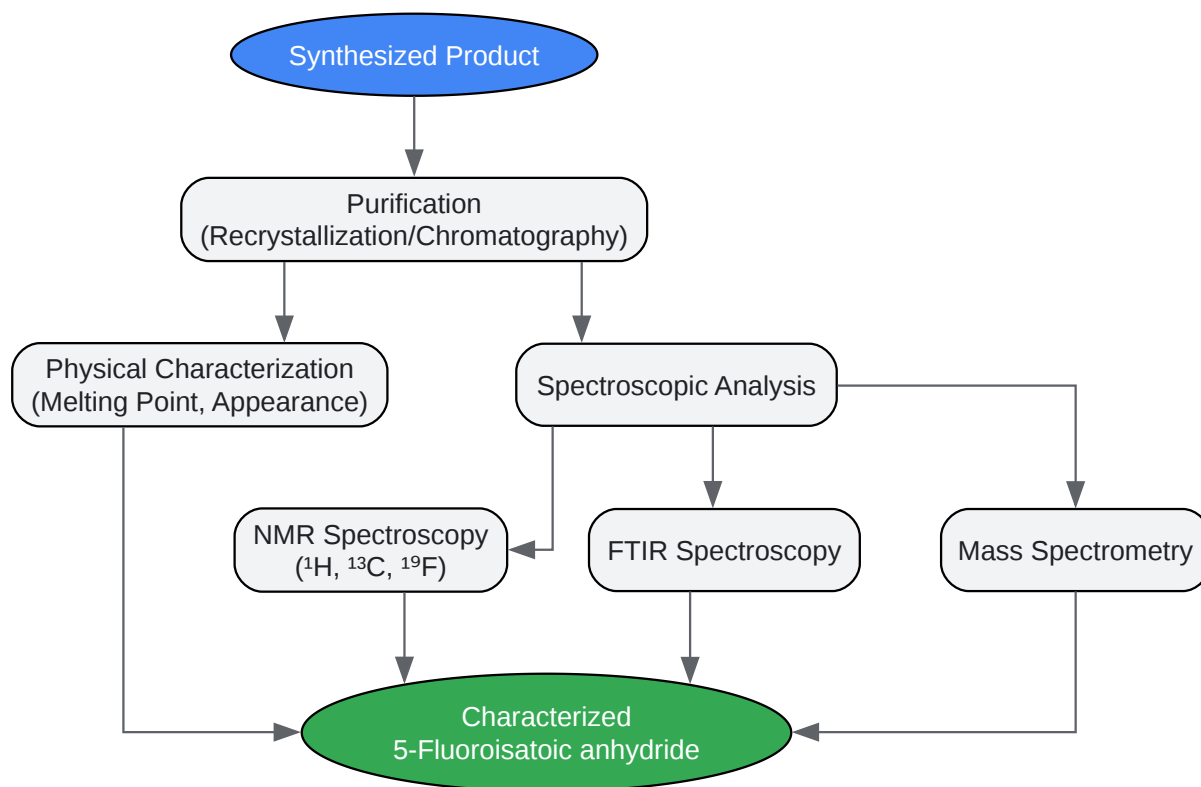 Synthesized Product
Purification
(Recrystallization/Chromatography)
Physical Characterization
(Melting Point, Appearance)
Spectroscopic Analysis
NMR Spectroscopy
(¹H, ¹³C, ¹⁹F)
FTIR Spectroscopy
Mass Spectrometry
Characterized
5-Fluoroisatoic anhydride